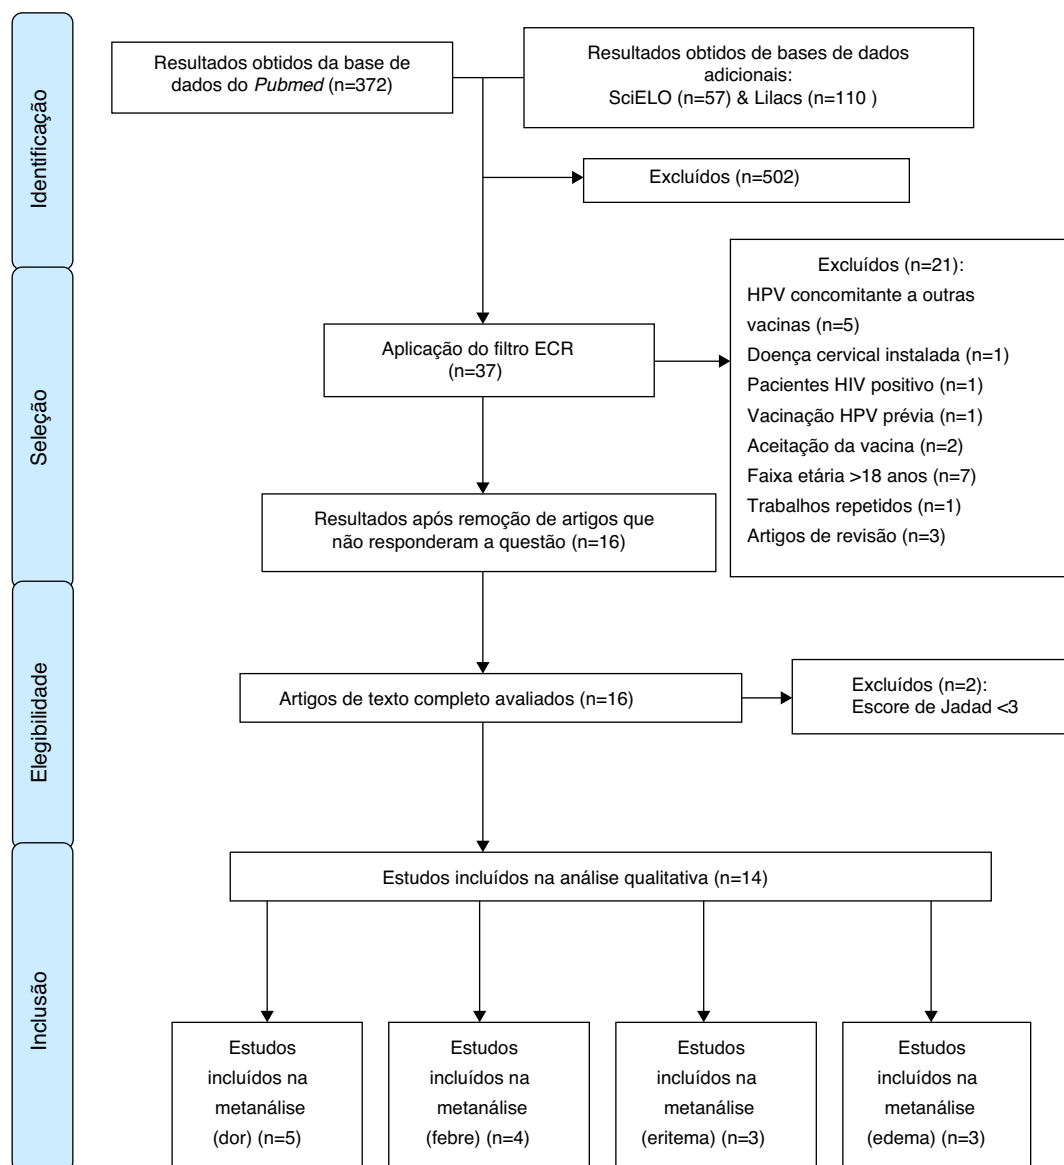 Identificação
Resultados obtidos da base de
dados do Pubmed (n=372)
Resultados obtidos de bases de dados
adicionais:
SciELO (n=57) & Lilacs (n=110 )
Excluídos (n=502)
Seleção
Aplicação do filtro ECR
(n=37)
Excluídos (n=21):
HPV concomitante a outras
vacinas (n=5)
Doença cervical instalada (n=1)
Pacientes HIV positivo (n=1)
Vacinação HPV prévia (n=1)
Aceitação da vacina (n=2)
Faixa etária >18 anos (n=7)
Trabalhos repetidos (n=1)
Artigos de revisão (n=3)
Resultados após remoção de artigos que
não responderam a questão (n=16)
Elegibilidade
Artigos de texto completo avaliados (n=16)
Excluídos (n=2):
Escore de Jadad <3
Inclusão
Estudos incluídos na análise qualitativa (n=14)
Estudos
incluídos na
metanálise
(dor) (n=5)
Estudos
incluídos na
metanálise
(febre) (n=4)
Estudos
incluídos na
metanálise
(eritema) (n=3)
Estudos
incluídos na
metanálise
(edema) (n=3)